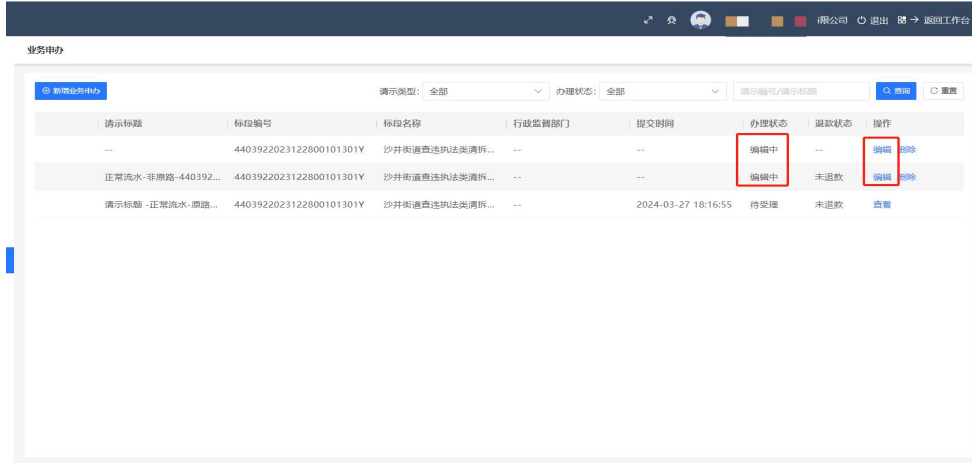 限公司 退出 返回工作台
业务申办
新增业务申办 请示类型: 全部 办理状态: 全部 请示编号/请示标题 查询 重置
请示标题 标段编号 标段名称 行政监督部门 提交时间 办理状态 退款状态 操作
-- 4403922023122800101301Y 沙井街道查违执法类清拆... -- -- 编辑中 -- 编辑 删除
正常流水-非原路-440392... 4403922023122800101301Y 沙井街道查违执法类清拆... -- -- 编辑中 未退款 编辑 删除
请示标题 -正常流水-原路... 4403922023122800101301Y 沙井街道查违执法类清拆... -- 2024-03-27 18:16:55 待受理 未退款 查看